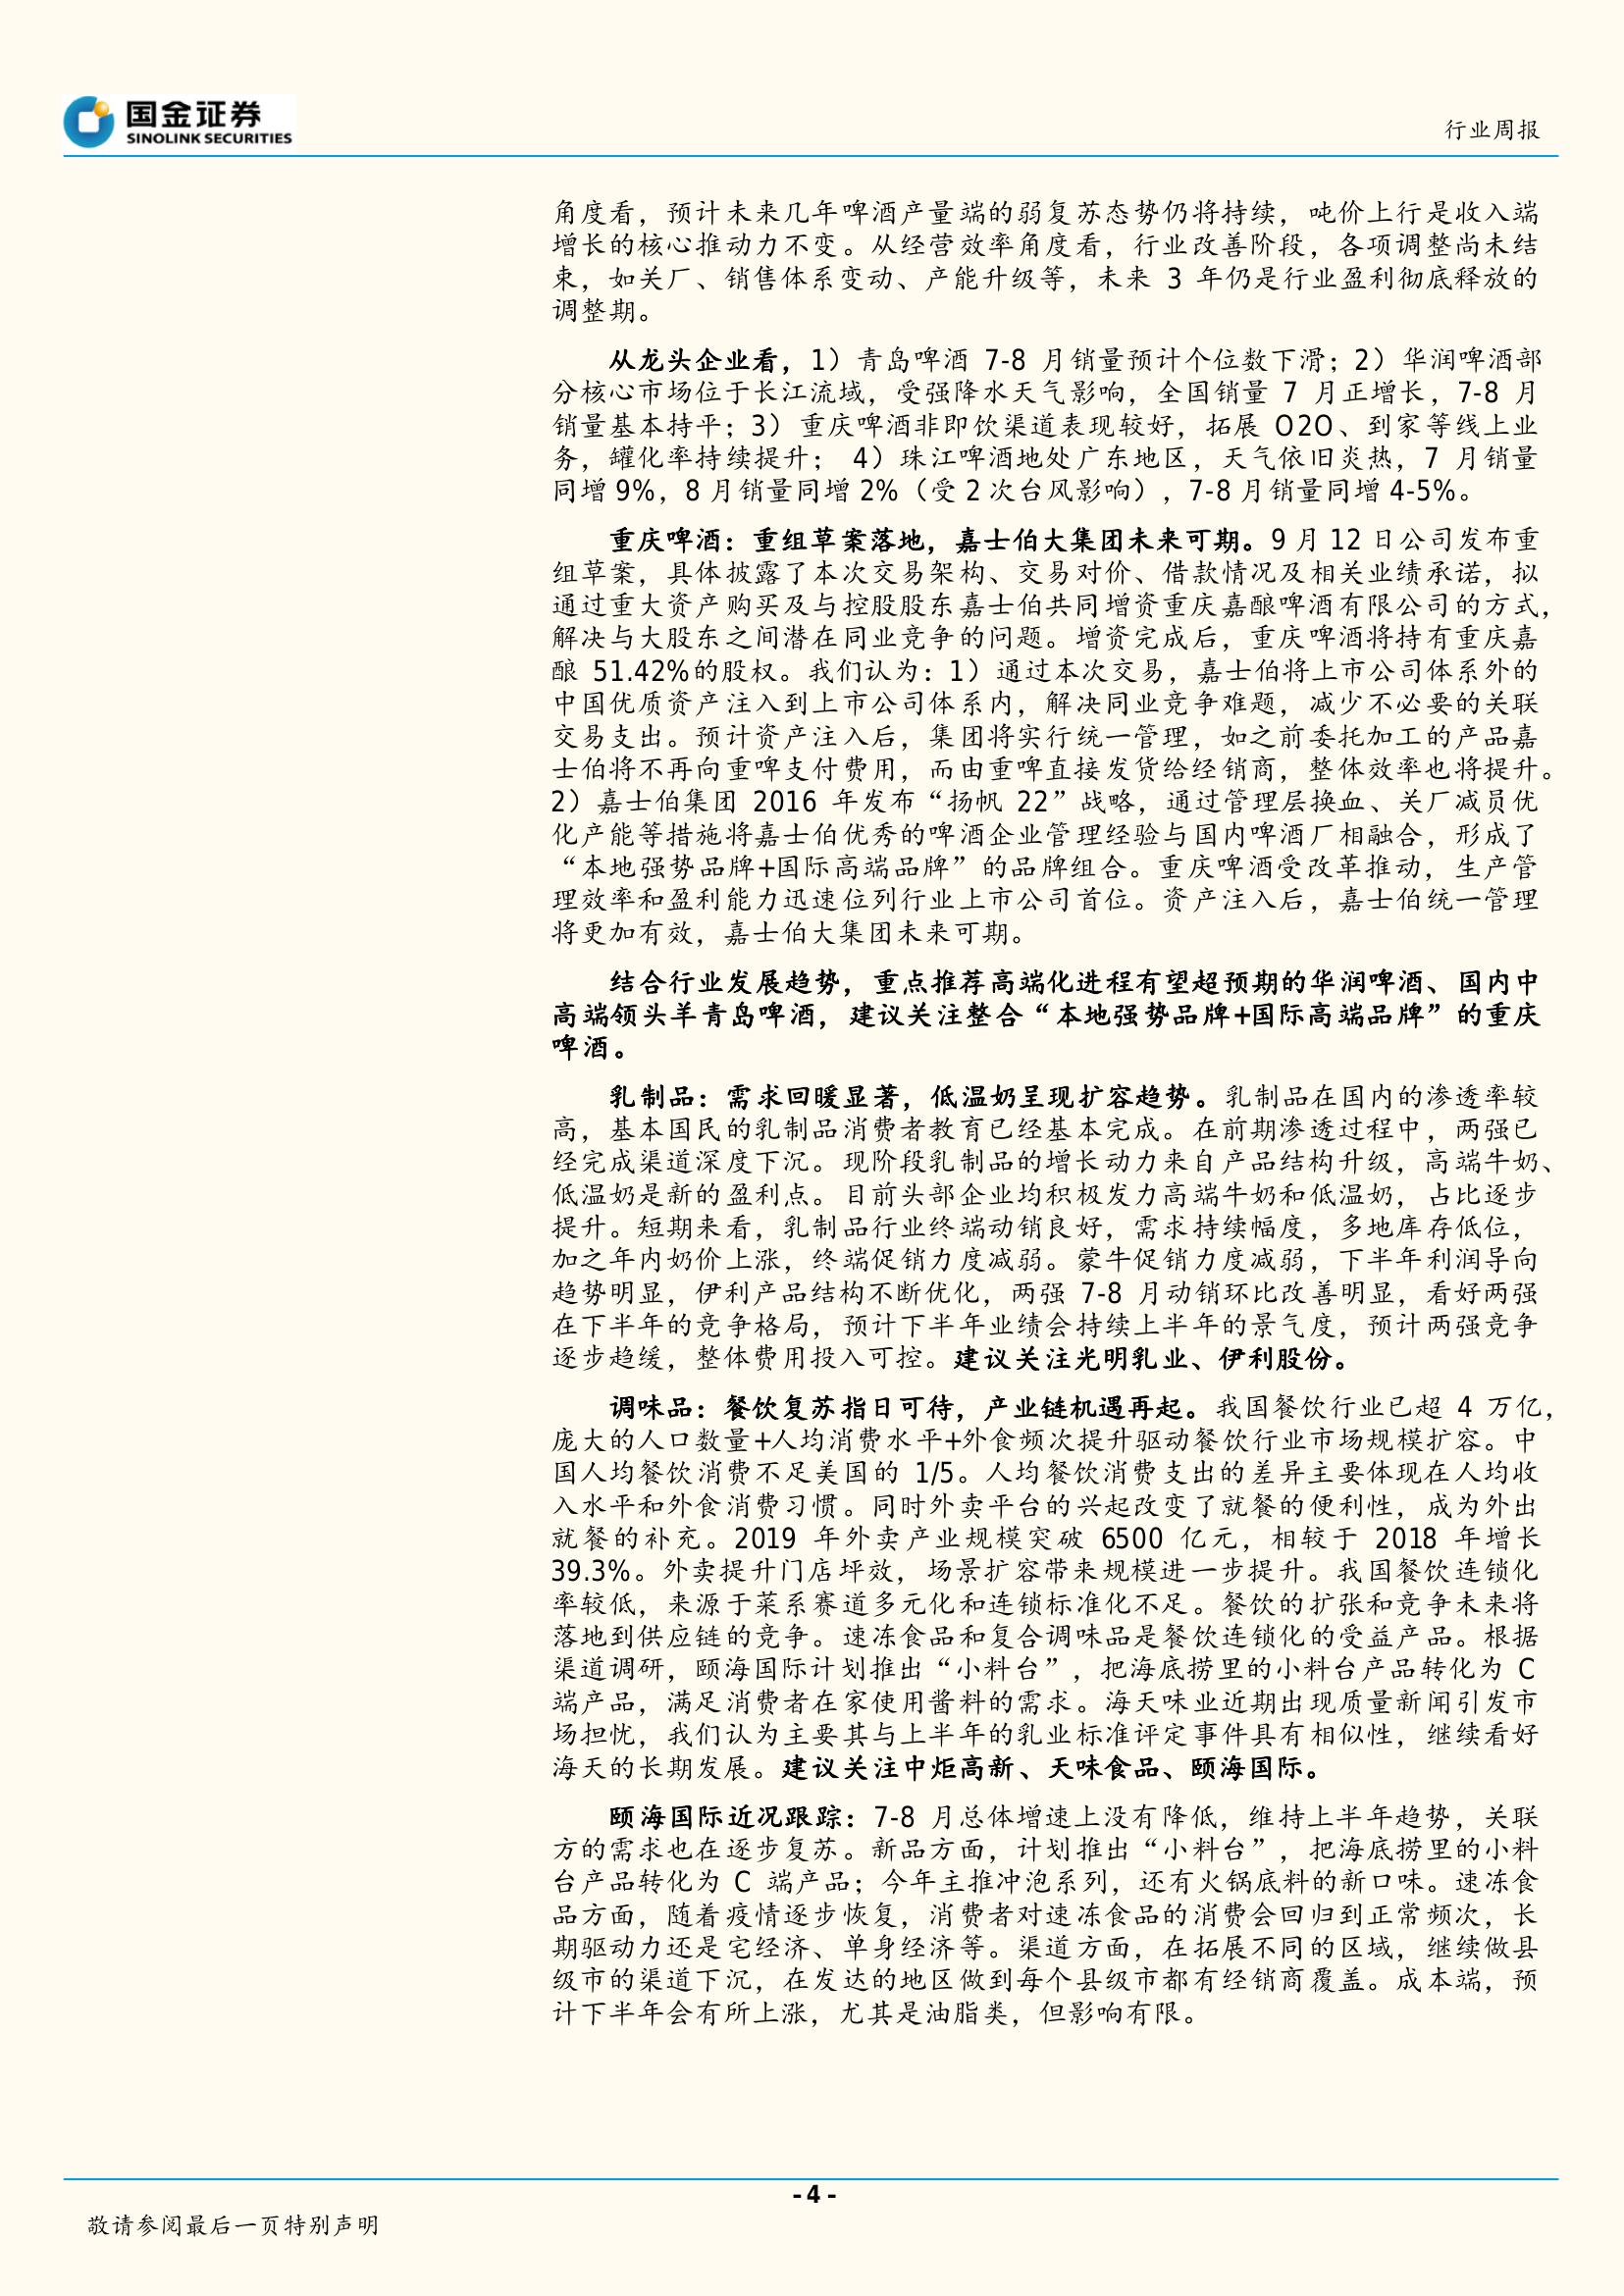 国金证券
SINOLINK SECURITIES
行业周报
角度看，预计未来几年啤酒产量端的弱复苏态势仍将持续，吨价上行是收入端
增长的核心推动力不变。从经营效率角度看，行业改善阶段，各项调整尚未结
束，如关厂、销售体系变动、产能升级等，未来 3 年仍是行业盈利彻底释放的
调整期。
从龙头企业看，1）青岛啤酒 7-8 月销量预计个位数下滑；2）华润啤酒部
分核心市场位于长江流域，受强降水天气影响，全国销量 7 月正增长，7-8 月
销量基本持平；3）重庆啤酒非即饮渠道表现较好，拓展 O2O、到家等线上业
务，罐化率持续提升； 4）珠江啤酒地处广东地区，天气依旧炎热，7 月销量
同增 9%，8 月销量同增 2%（受 2 次台风影响），7-8 月销量同增 4-5%。
重庆啤酒：重组草案落地，嘉士伯大集团未来可期。9 月 12 日公司发布重
组草案，具体披露了本次交易架构、交易对价、借款情况及相关业绩承诺，拟
通过重大资产购买及与控股股东嘉士伯共同增资重庆嘉酿啤酒有限公司的方式，
解决与大股东之间潜在同业竞争的问题。增资完成后，重庆啤酒将持有重庆嘉
酿 51.42%的股权。我们认为：1）通过本次交易，嘉士伯将上市公司体系外的
中国优质资产注入到上市公司体系内，解决同业竞争难题，减少不必要的关联
交易支出。预计资产注入后，集团将实行统一管理，如之前委托加工的产品嘉
士伯将不再向重啤支付费用，而由重啤直接发货给经销商，整体效率也将提升。
2）嘉士伯集团 2016 年发布“扬帆 22”战略，通过管理层换血、关厂减员优
化产能等措施将嘉士伯优秀的啤酒企业管理经验与国内啤酒厂相融合，形成了
“本地强势品牌+国际高端品牌”的品牌组合。重庆啤酒受改革推动，生产管
理效率和盈利能力迅速位列行业上市公司首位。资产注入后，嘉士伯统一管理
将更加有效，嘉士伯大集团未来可期。
结合行业发展趋势，重点推荐高端化进程有望超预期的华润啤酒、国内中
高端领头羊青岛啤酒，建议关注整合“本地强势品牌+国际高端品牌”的重庆
啤酒。
乳制品：需求回暖显著，低温奶呈现扩容趋势。乳制品在国内的渗透率较
高，基本国民的乳制品消费者教育已经基本完成。在前期渗透过程中，两强已
经完成渠道深度下沉。现阶段乳制品的增长动力来自产品结构升级，高端牛奶、
低温奶是新的盈利点。目前头部企业均积极发力高端牛奶和低温奶，占比逐步
提升。短期来看，乳制品行业终端动销良好，需求持续幅度，多地库存低位，
加之年内奶价上涨，终端促销力度减弱。蒙牛促销力度减弱，下半年利润导向
趋势明显，伊利产品结构不断优化，两强 7-8 月动销环比改善明显，看好两强
在下半年的竞争格局，预计下半年业绩会持续上半年的景气度，预计两强竞争
逐步趋缓，整体费用投入可控。建议关注光明乳业、伊利股份。
调味品：餐饮复苏指日可待，产业链机遇再起。我国餐饮行业已超 4 万亿，
庞大的人口数量+人均消费水平+外食频次提升驱动餐饮行业市场规模扩容。中
国人均餐饮消费不足美国的 1/5。人均餐饮消费支出的差异主要体现在人均收
入水平和外食消费习惯。同时外卖平台的兴起改变了就餐的便利性，成为外出
就餐的补充。2019 年外卖产业规模突破 6500 亿元，相较于 2018 年增长
39.3%。外卖提升门店坪效，场景扩容带来规模进一步提升。我国餐饮连锁化
率较低，来源于菜系赛道多元化和连锁标准化不足。餐饮的扩张和竞争未来将
落地到供应链的竞争。速冻食品和复合调味品是餐饮连锁化的受益产品。根据
渠道调研，颐海国际计划推出“小料台”，把海底捞里的小料台产品转化为 C
端产品，满足消费者在家使用酱料的需求。海天味业近期出现质量新闻引发市
场担忧，我们认为主要其与上半年的乳业标准评定事件具有相似性，继续看好
海天的长期发展。建议关注中炬高新、天味食品、颐海国际。
颐海国际近况跟踪：7-8 月总体增速上没有降低，维持上半年趋势，关联
方的需求也在逐步复苏。新品方面，计划推出“小料台”，把海底捞里的小料
台产品转化为 C 端产品；今年主推冲泡系列，还有火锅底料的新口味。速冻食
品方面，随着疫情逐步恢复，消费者对速冻食品的消费会回归到正常频次，长
期驱动力还是宅经济、单身经济等。渠道方面，在拓展不同的区域，继续做县
级市的渠道下沉，在发达的地区做到每个县级市都有经销商覆盖。成本端，预
计下半年会有所上涨，尤其是油脂类，但影响有限。
- 4 -
敬请参阅最后一页特别声明